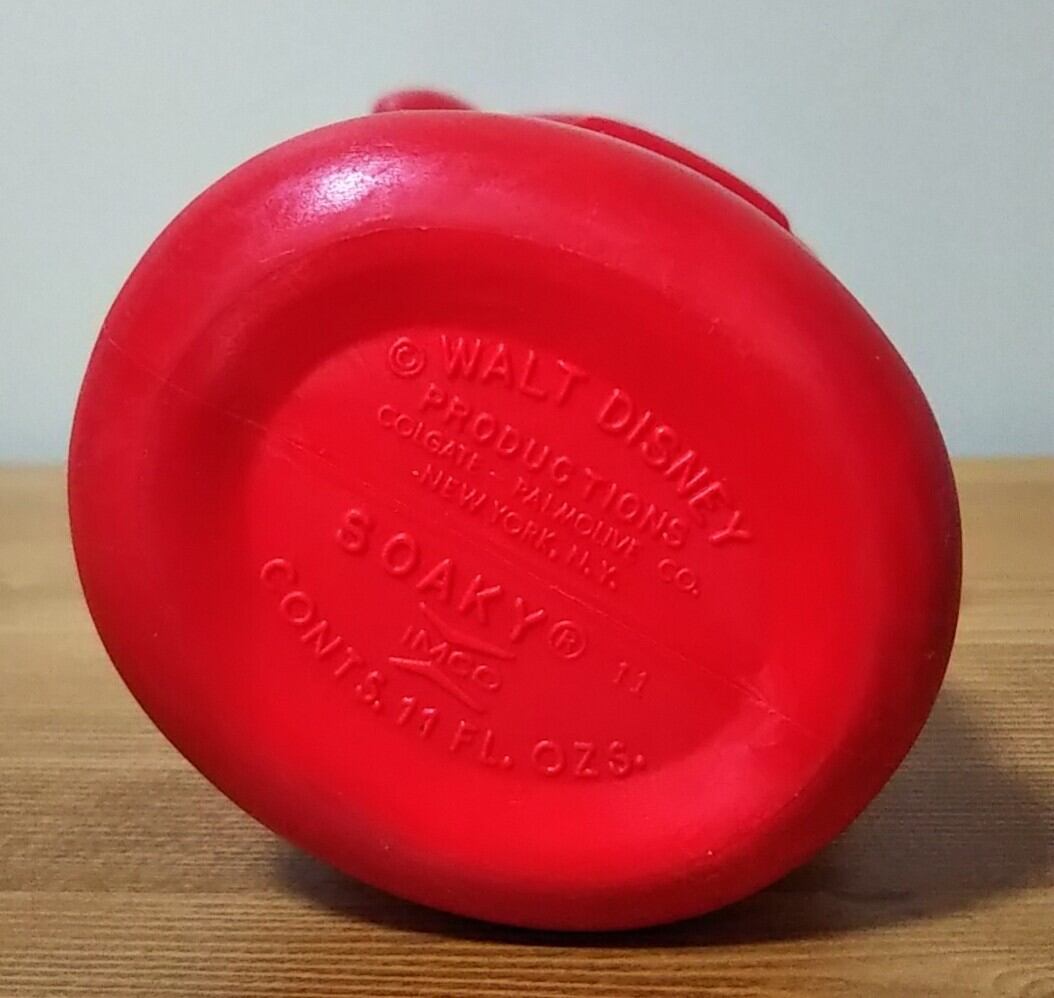 © WALT DISNEY
PRODUCTIONS
COLGATE - PALMOLIVE CO.
-NEW YORK, N.Y.
SOAKY®
IMCO 11
CONTS. 11 FL. OZS.